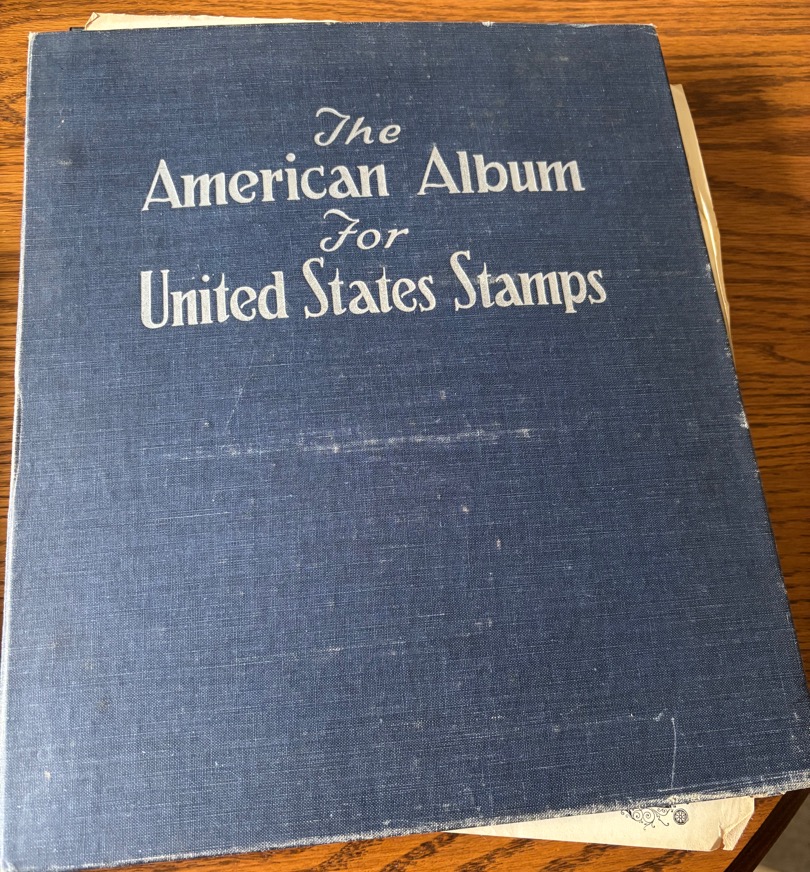 The
American Album
For
United States Stamps